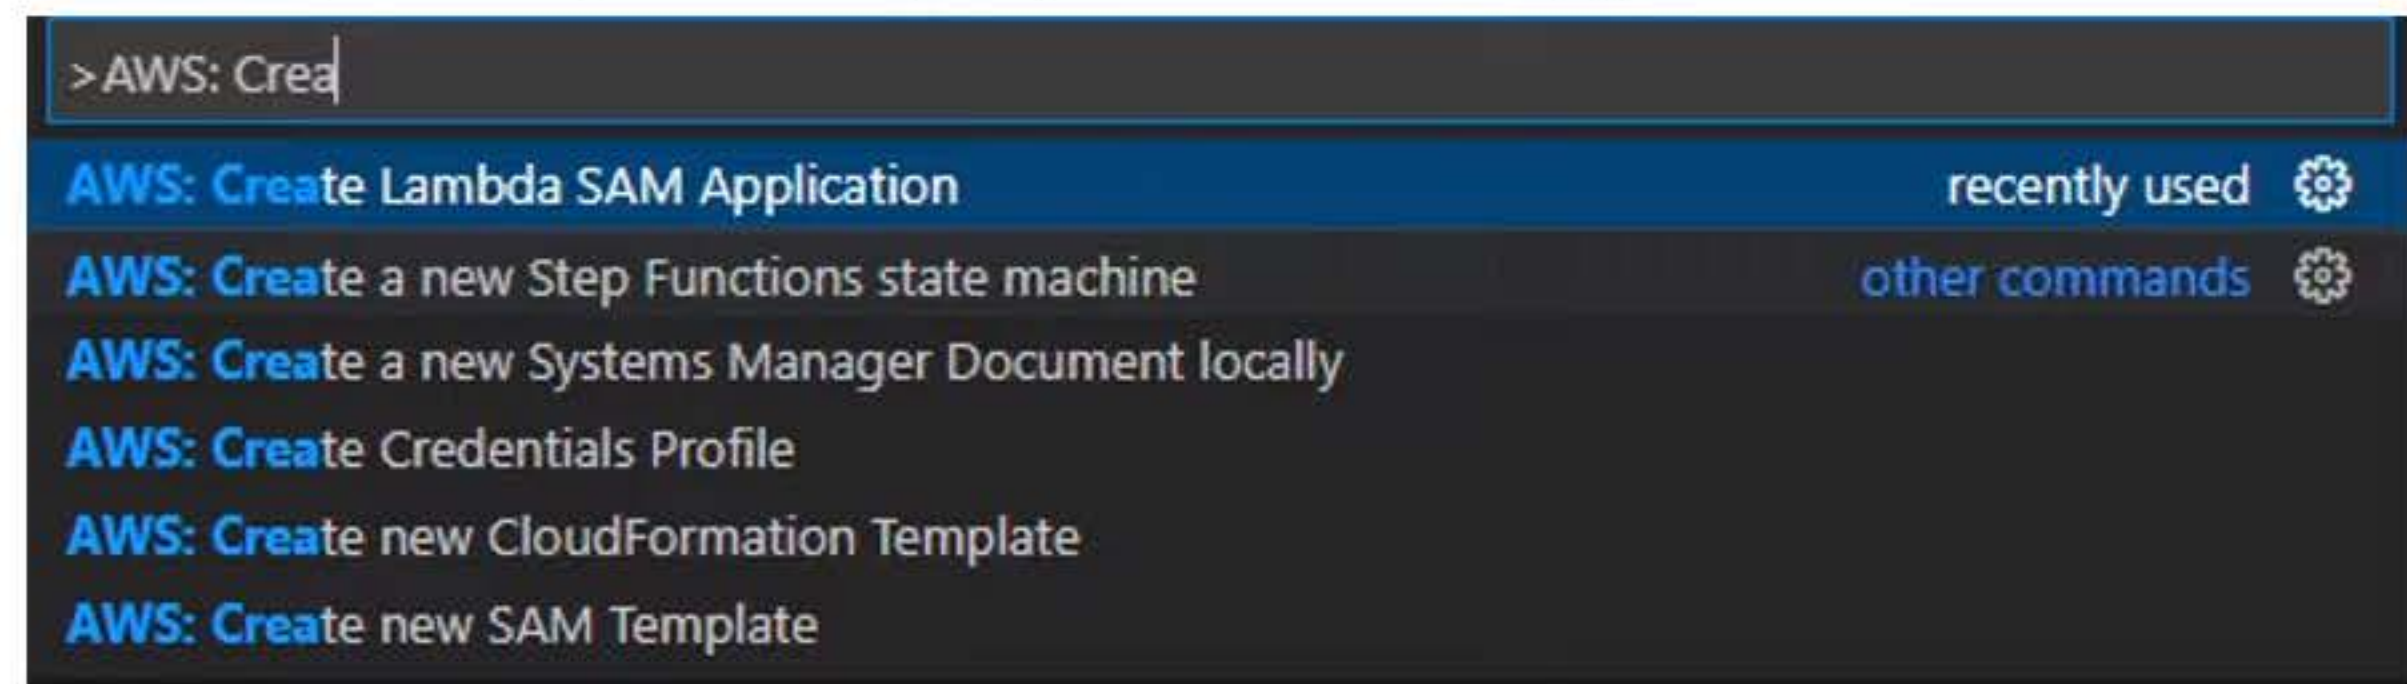 >AWS: Crea
AWS: Create Lambda SAM Application recently used
AWS: Create a new Step Functions state machine other commands
AWS: Create a new Systems Manager Document locally
AWS: Create Credentials Profile
AWS: Create new CloudFormation Template
AWS: Create new SAM Template